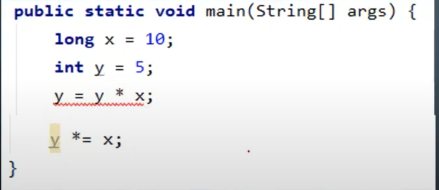 public static void main(String[] args) {
long x = 10;
int y = 5;
y = y * x;
y *= x;
}